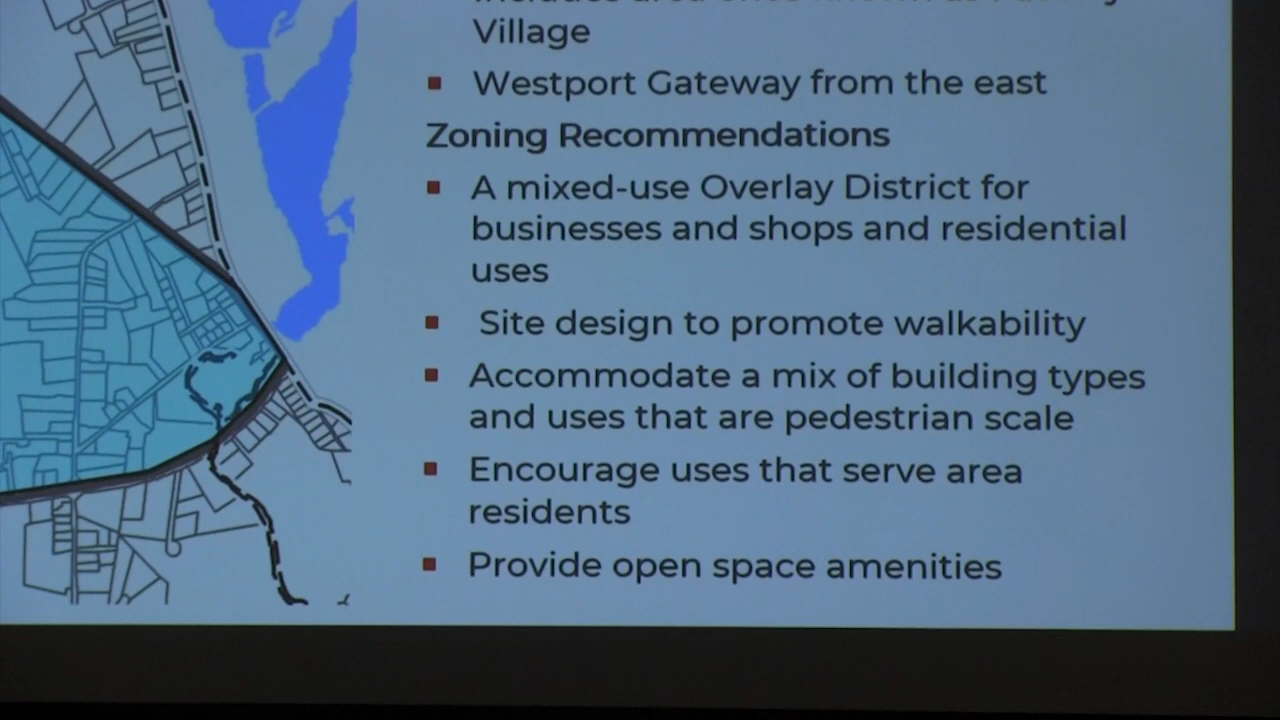 Village
Westport Gateway from the east
Zoning Recommendations
A mixed-use Overlay District for
businesses and shops and residential
uses
Site design to promote walkability
Accommodate a mix of building types
and uses that are pedestrian scale
Encourage uses that serve area
residents
Provide open space amenities